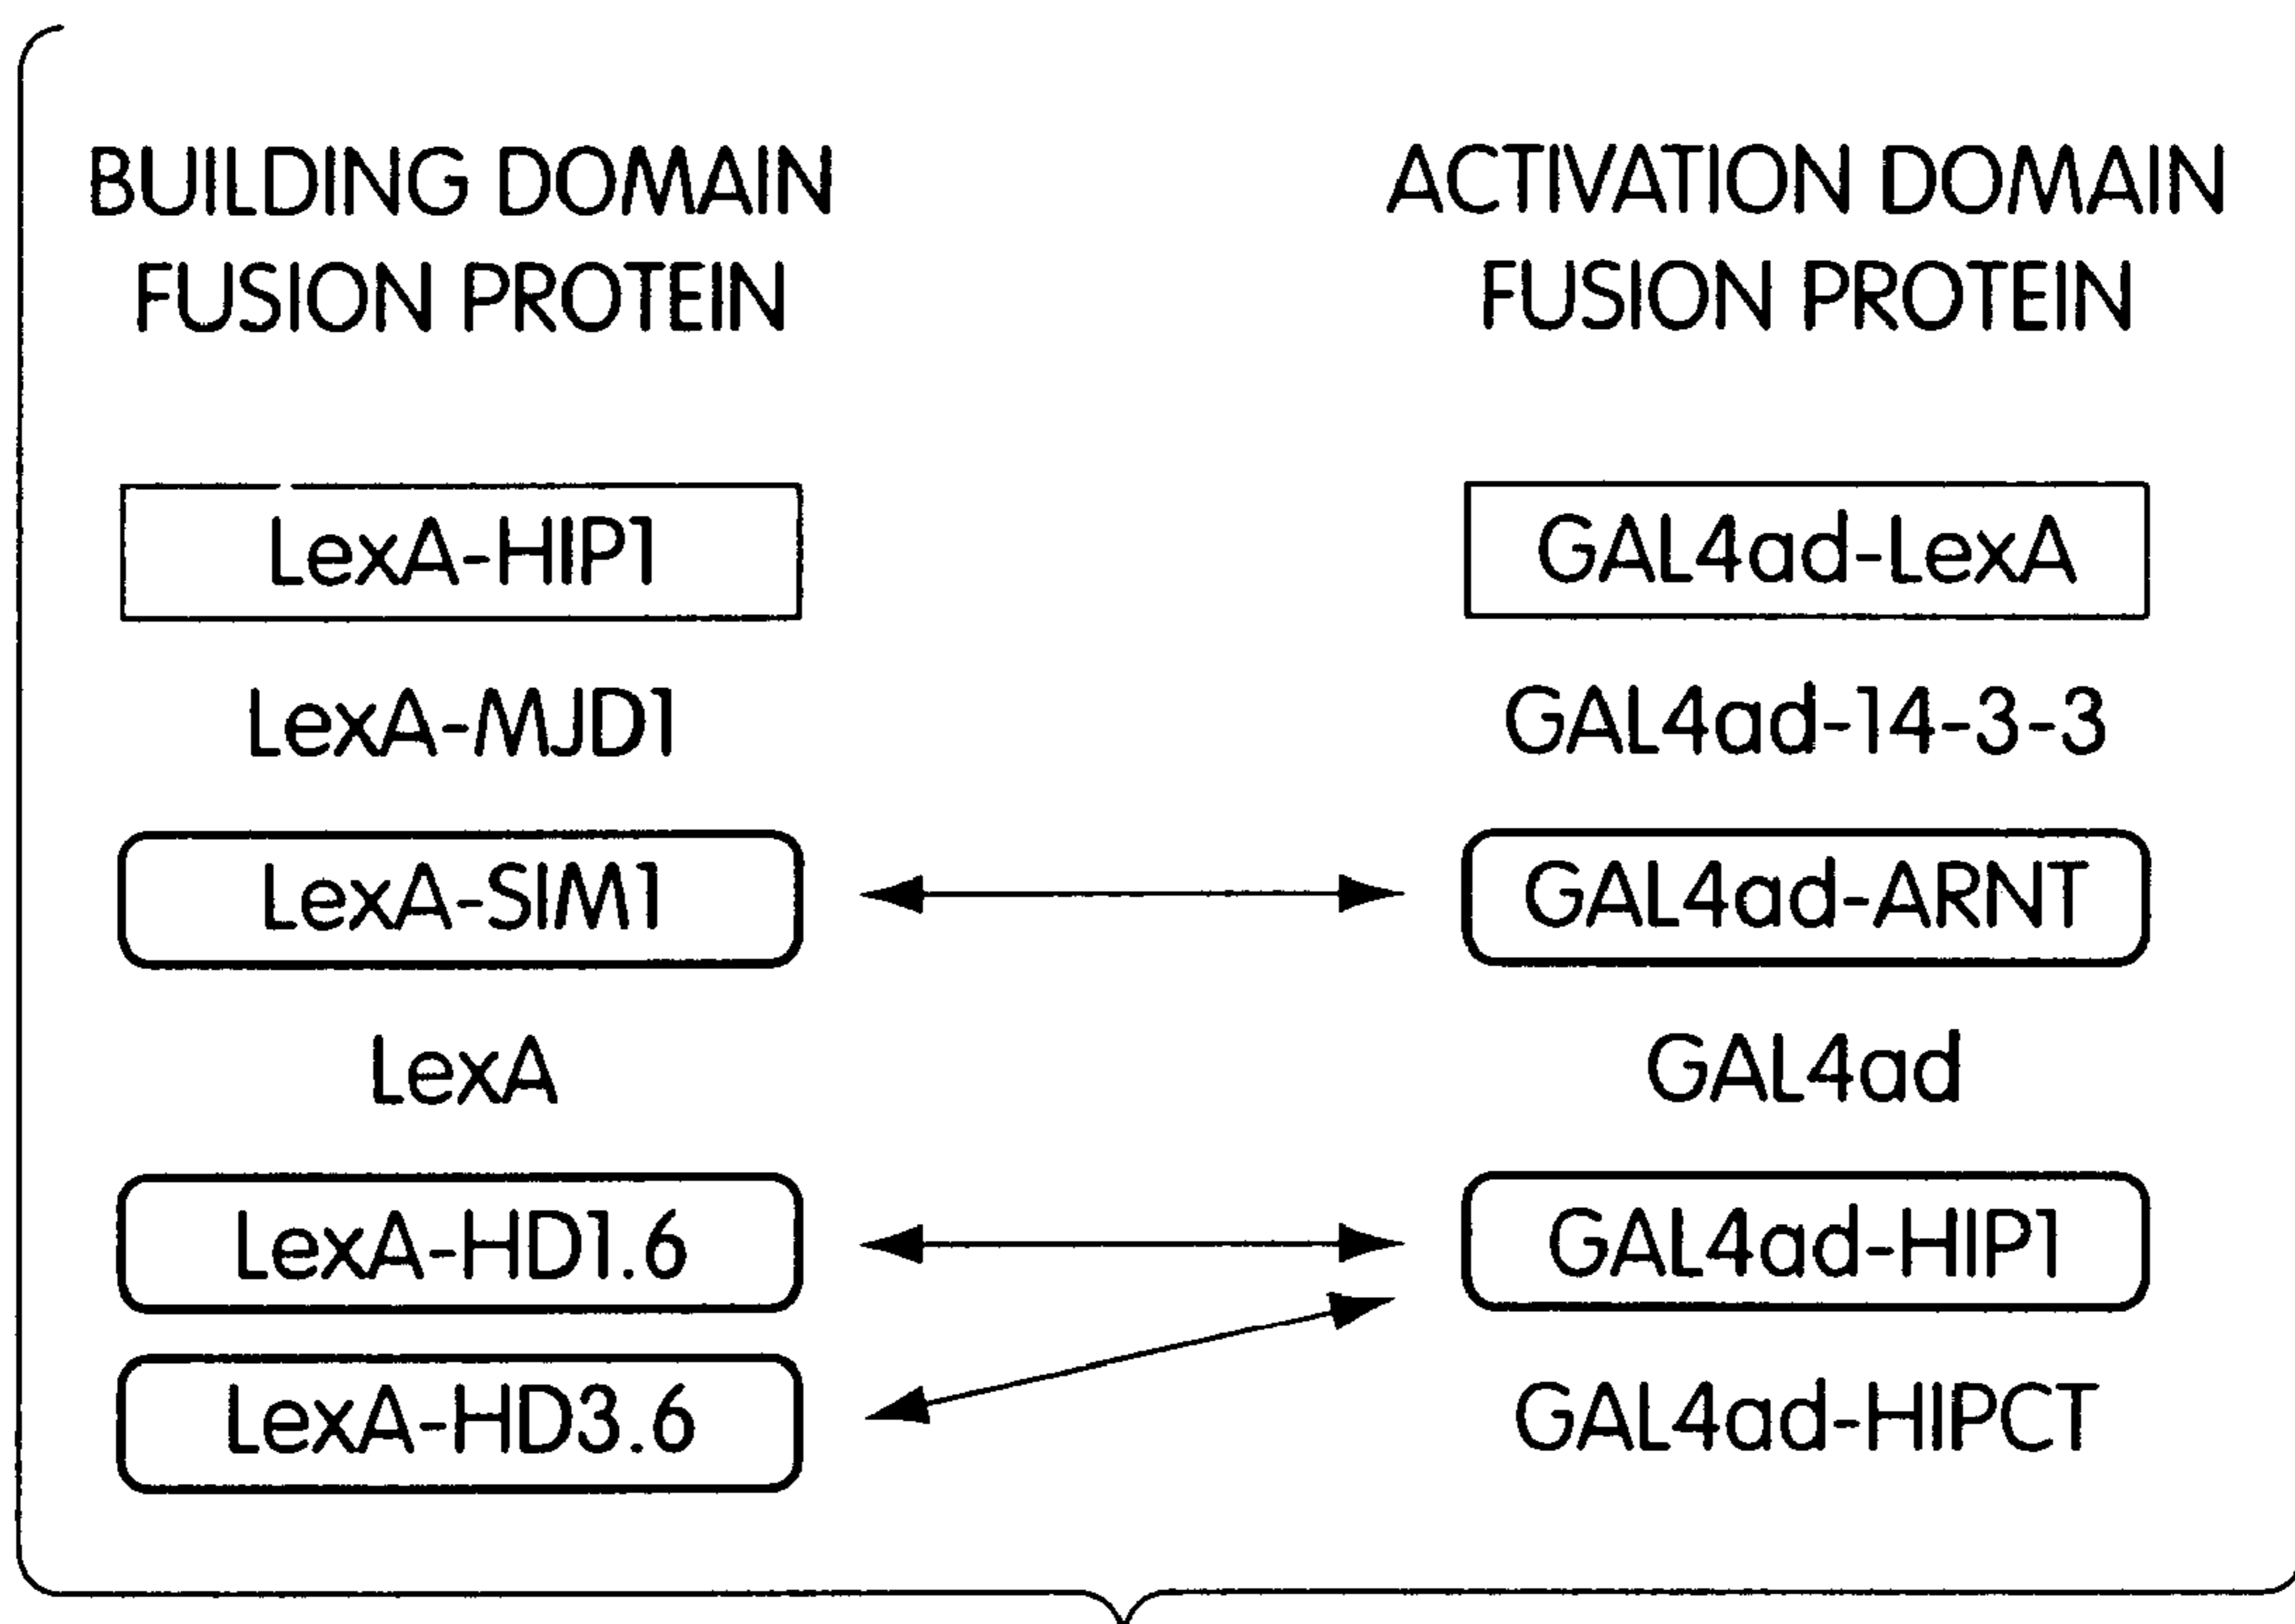 BUILDING DOMAIN
FUSION PROTEIN
ACTIVATION DOMAIN
FUSION PROTEIN
LexA-HIP1
GAL4ad-LexA
LexA-MJD1
GAL4ad-14-3-3
LexA-SIM1
GAL4ad-ARNT
LexA
GAL4ad
LexA-HD1.6
GAL4ad-HIP1
LexA-HD3.6
GAL4ad-HIPCT